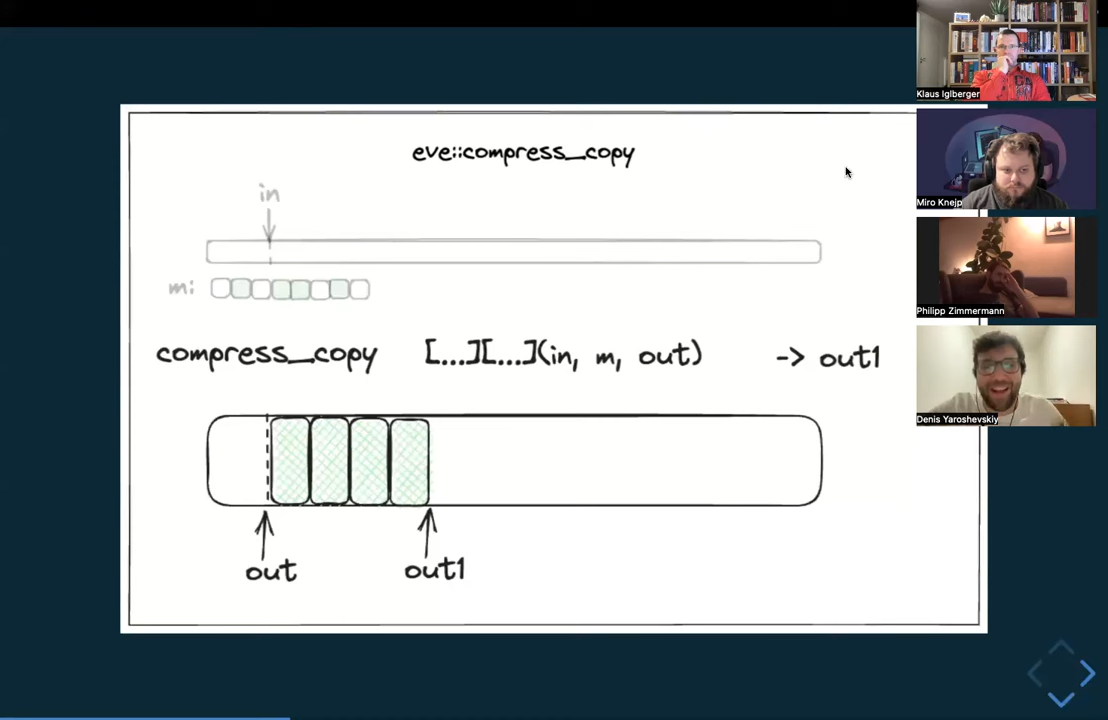 eve::compress_copy
in
m:
compress_copy [...][...](in, m, out) -> out1
out
out1
Klaus Iglberger
Miro Knejp
Philipp Zimmermann
Denis Yaroshevskiy